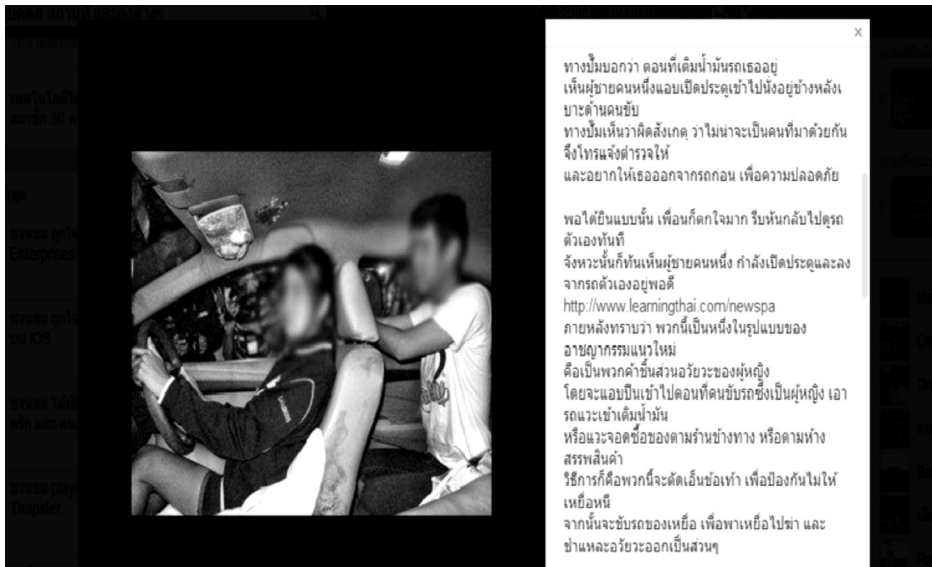 ทางปั๊มบอกว่า ตอนที่เติมน้ำมันรถเธออยู่
เห็นผู้ชายคนหนึ่งแอบเปิดประตูเข้าไปนั่งอยู่ข้างหลังเ
บาะด้านคนขับ
ทางปั๊มเห็นว่าผิดสังเกตุ ว่าไม่น่าจะเป็นคนที่มาด้วยกัน
จึงโทรแจ้งตำรวจให้
และอยากให้เธอออกจากรถก่อน เพื่อความปลอดภัย
พอได้ยินแบบนั้น เพื่อนก็ตกใจมาก รีบหันกลับไปดูรถ
ตัวเองทันที
จังหวะนั้นก็ทันเห็นผู้ชายคนหนึ่ง กำลังเปิดประตูและลง
จากรถตัวเองอยู่พอดี
http://www.learningthai.com/newspa
ภายหลังทราบว่า พวกนี้เป็นหนึ่งในรูปแบบของ
อาชญากรรมแนวใหม่
คือเป็นพวกค้าชิ้นส่วนอวัยวะของผู้หญิง
โดยจะแอบปีนเข้าไปตอนที่คนขับรถซึ่งเป็นผู้หญิง เอา
รถแวะเข้าเติมน้ำมัน
หรือแวะจอดซื้อของตามร้านข้างทาง หรือตามห้าง
สรรพสินค้า
วิธีการก็คือพวกนี้จะตัดเอ็นข้อเท้า เพื่อป้องกันไม่ให้
เหยื่อหนี
จากนั้นจะขับรถของเหยื่อ เพื่อพาเหยื่อไปฆ่า และ
ชำแหละอวัยวะออกเป็นส่วนๆ